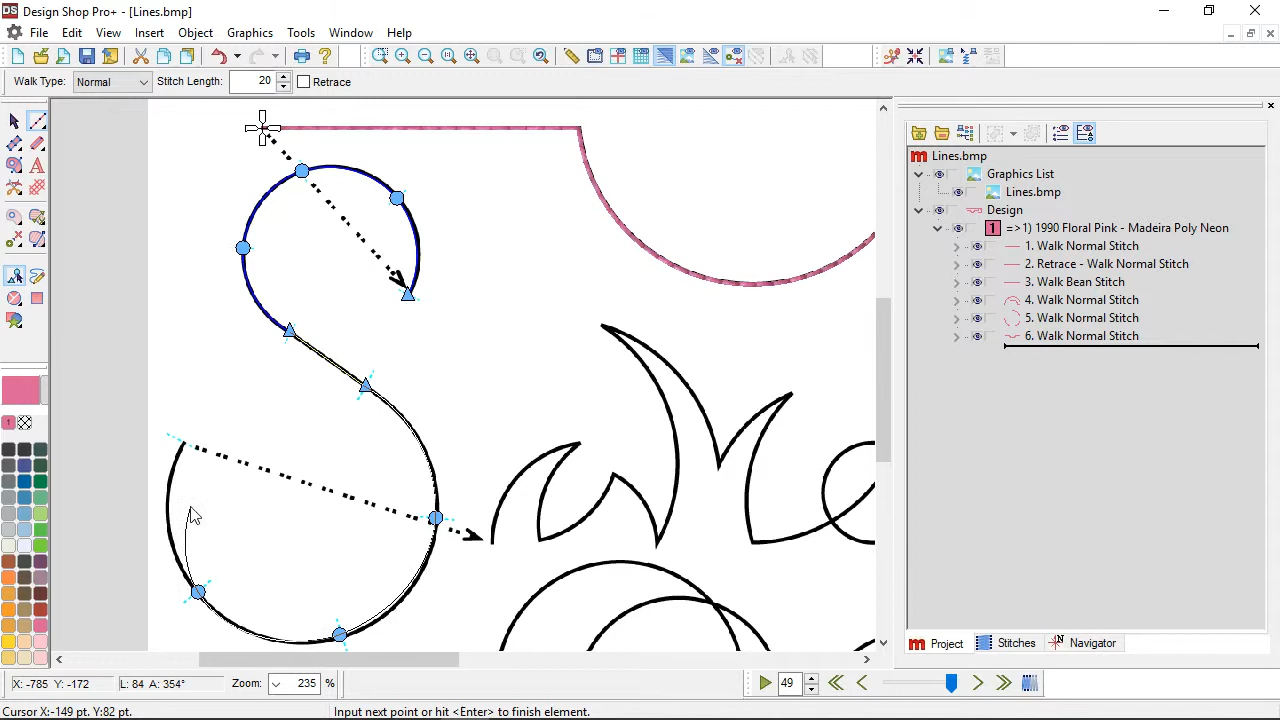 DS Design Shop Pro+ - [Lines.bmp]
File Edit View Insert Object Graphics Tools Window Help
Walk Type: Normal Stitch Length: 20 Retrace
Lines.bmp
Graphics List
Lines.bmp
Design
1 =>1) 1990 Floral Pink - Madeira Poly Neon
1. Walk Normal Stitch
2. Retrace - Walk Normal Stitch
3. Walk Bean Stitch
4. Walk Normal Stitch
5. Walk Normal Stitch
6. Walk Normal Stitch
1
Project Stitches Navigator
X: -785 Y: -172 L: 84 A: 354° Zoom: 235 % 49
Cursor X:-149 pt. Y:82 pt. Input next point or hit <Enter> to finish element.